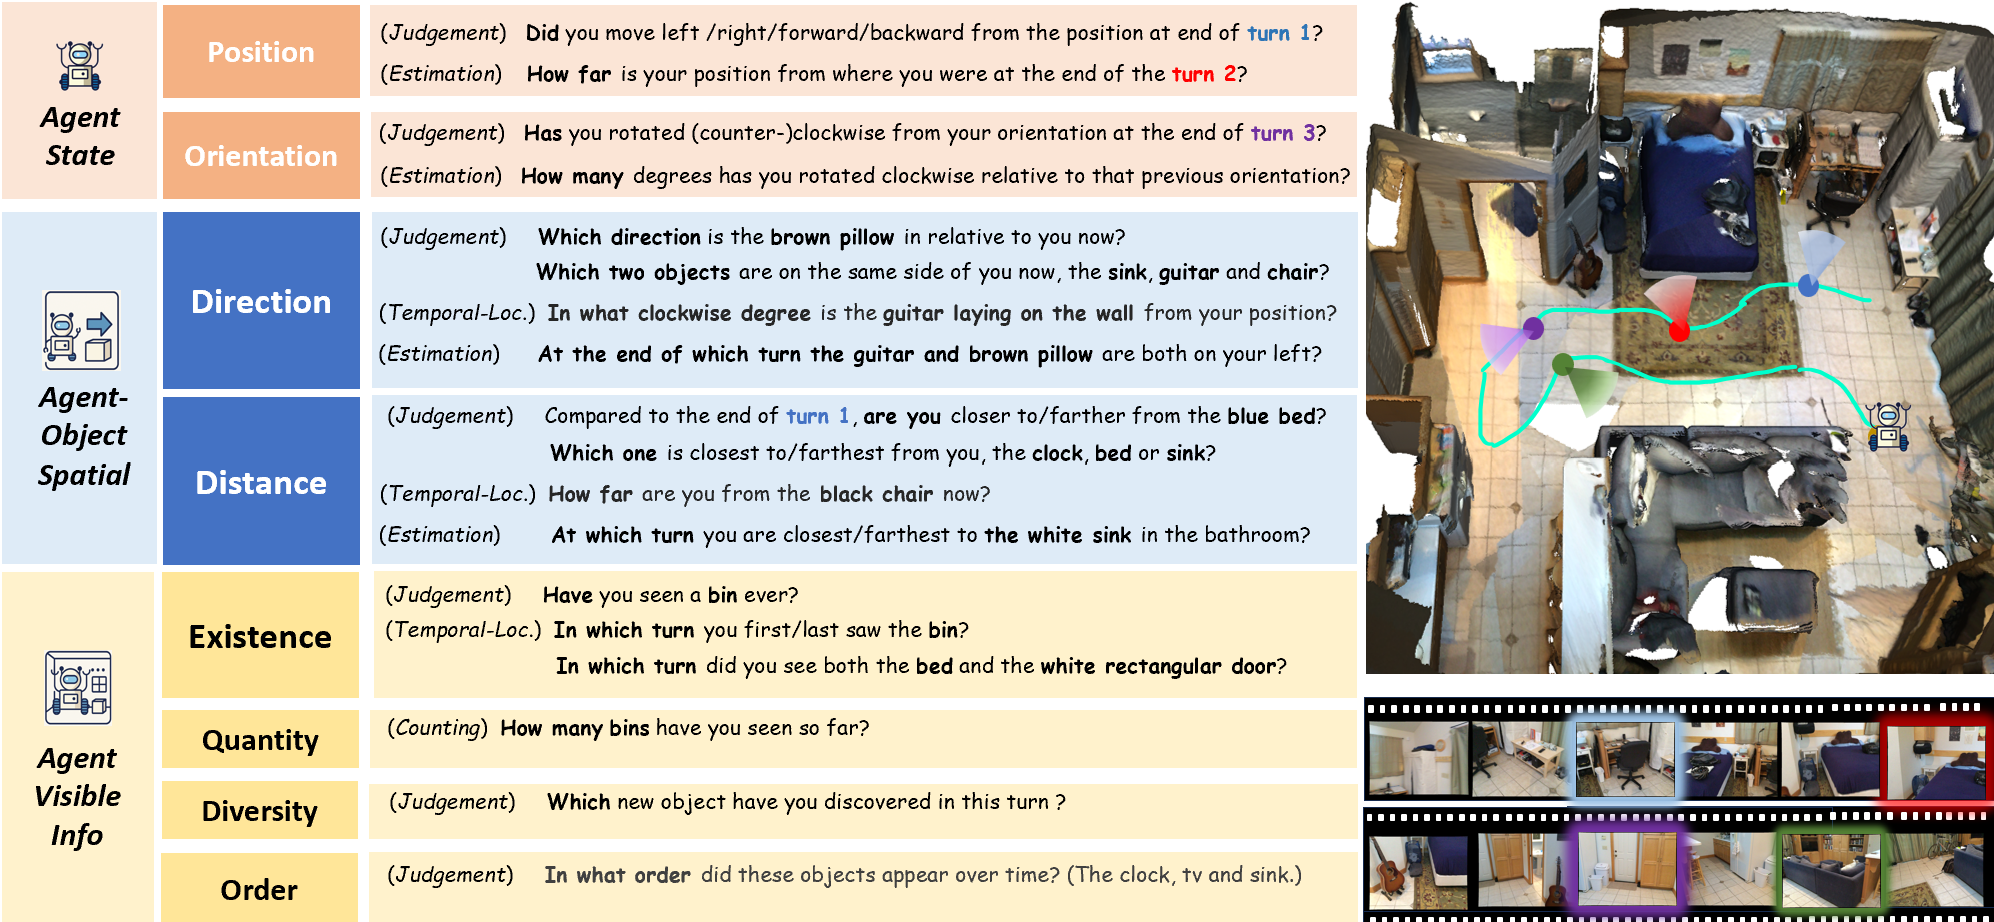 Agent
State
Position
(Judgement) Did you move left /right/forward/backward from the position at end of turn 1?
(Estimation) How far is your position from where you were at the end of the turn 2?
Orientation
(Judgement) Has you rotated (counter-)clockwise from your orientation at the end of turn 3?
(Estimation) How many degrees has you rotated clockwise relative to that previous orientation?
Agent-
Object
Spatial
Direction
(Judgement) Which direction is the brown pillow in relative to you now?
Which two objects are on the same side of you now, the sink, guitar and chair?
(Temporal-Loc.) In what clockwise degree is the guitar laying on the wall from your position?
(Estimation) At the end of which turn the guitar and brown pillow are both on your left?
Distance
(Judgement) Compared to the end of turn 1, are you closer to/farther from the blue bed?
Which one is closest to/farthest from you, the clock, bed or sink?
(Temporal-Loc.) How far are you from the black chair now?
(Estimation) At which turn you are closest/farthest to the white sink in the bathroom?
Agent
Visible
Info
Existence
(Judgement) Have you seen a bin ever?
(Temporal-Loc.) In which turn you first/last saw the bin?
In which turn did you see both the bed and the white rectangular door?
Quantity
(Counting) How many bins have you seen so far?
Diversity
(Judgement) Which new object have you discovered in this turn ?
Order
(Judgement) In what order did these objects appear over time? (The clock, tv and sink.)